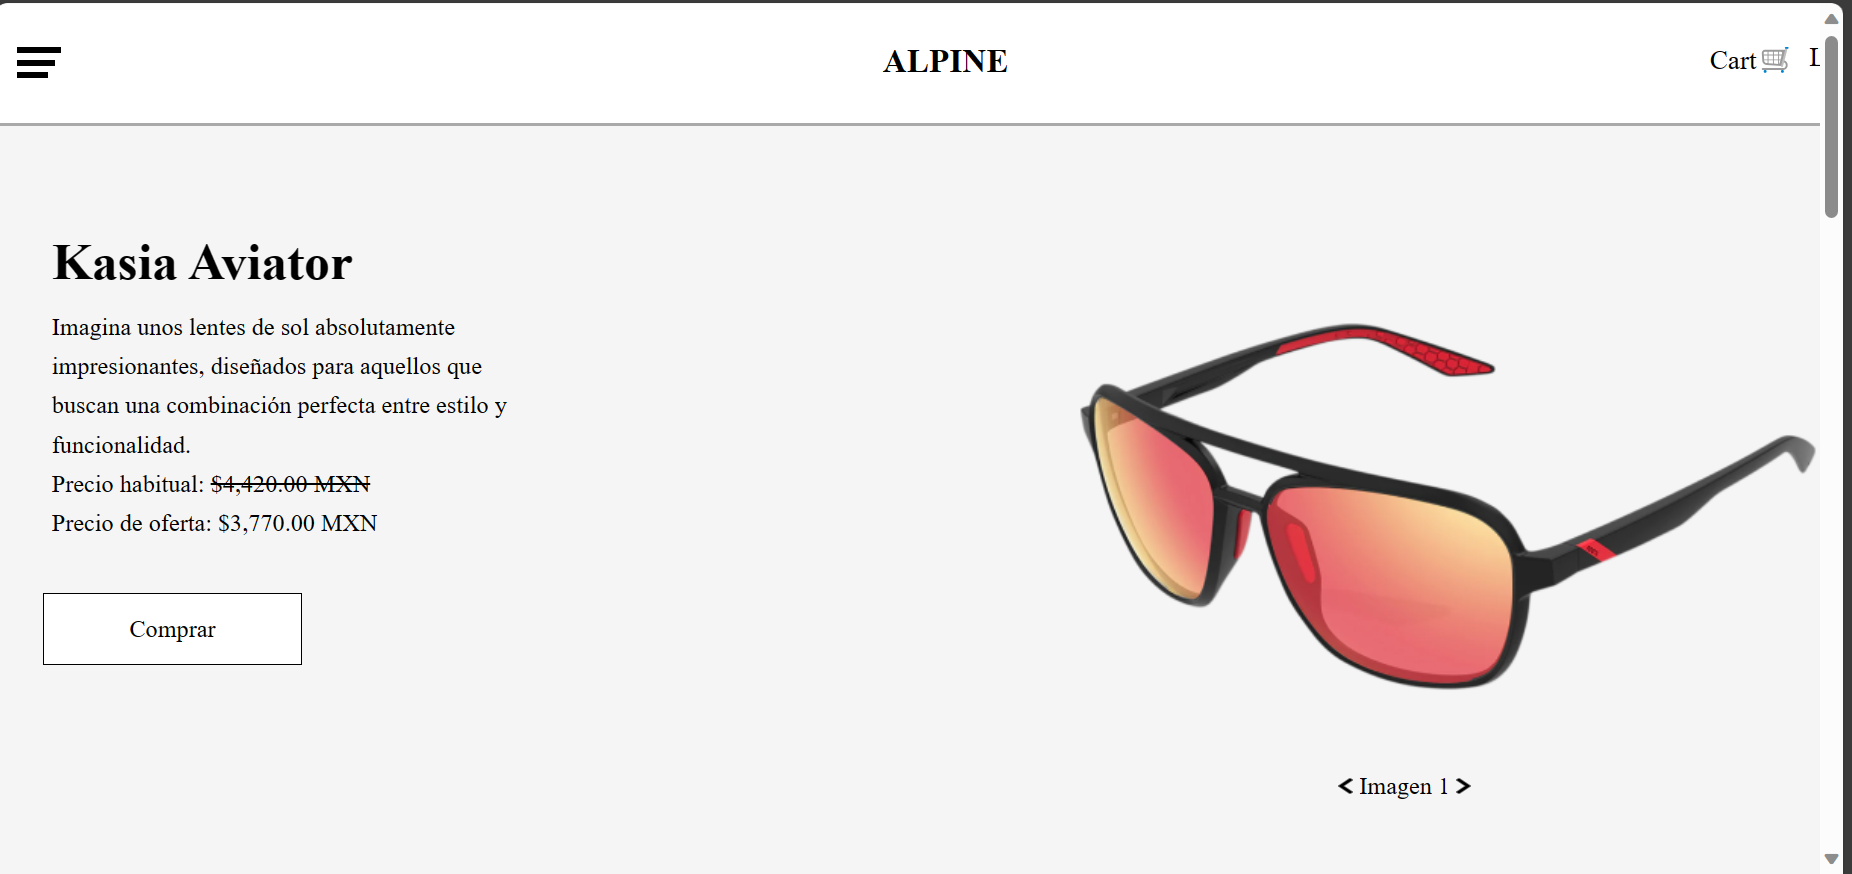 ALPINE
Cart
Kasia Aviator
Imagina unos lentes de sol absolutamente
impresionantes, diseñados para aquellos que
buscan una combinación perfecta entre estilo y
funcionalidad.
Precio habitual: $4,420.00 MXN
Precio de oferta: $3,770.00 MXN
Comprar
< Imagen 1 >